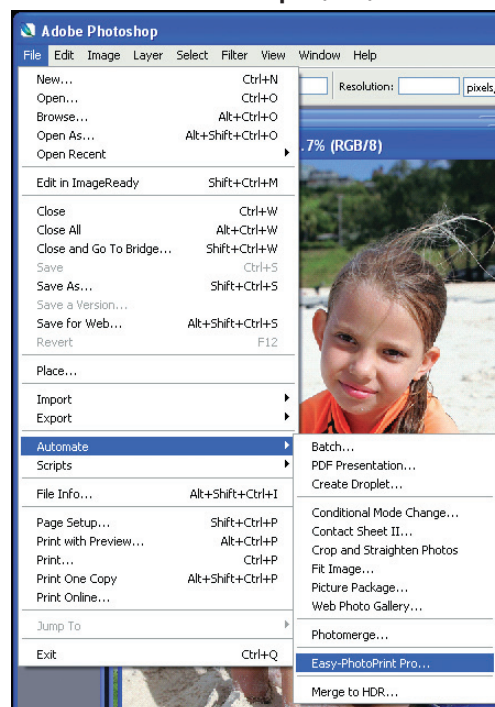 Adobe Photoshop
File Edit Image Layer Select Filter View Window Help
Resolution: pixels
.7% (RGB/8)
New... Ctrl+N
Open... Ctrl+O
Browse... Alt+Ctrl+O
Open As... Alt+Shift+Ctrl+O
Open Recent
Edit in ImageReady Shift+Ctrl+M
Close Ctrl+W
Close All Alt+Ctrl+W
Close and Go To Bridge... Shift+Ctrl+W
Save Ctrl+S
Save As... Shift+Ctrl+S
Save a Version...
Save for Web... Alt+Shift+Ctrl+S
Revert F12
Place...
Import
Export
Automate
Scripts
File Info... Alt+Shift+Ctrl+I
Page Setup... Shift+Ctrl+P
Print with Preview... Alt+Ctrl+P
Print... Ctrl+P
Print One Copy Alt+Shift+Ctrl+P
Print Online...
Jump To
Exit Ctrl+Q
Batch...
PDF Presentation...
Create Droplet...
Conditional Mode Change...
Contact Sheet II...
Crop and Straighten Photos
Fit Image...
Picture Package...
Web Photo Gallery...
Photomerge...
Easy-PhotoPrint Pro...
Merge to HDR...